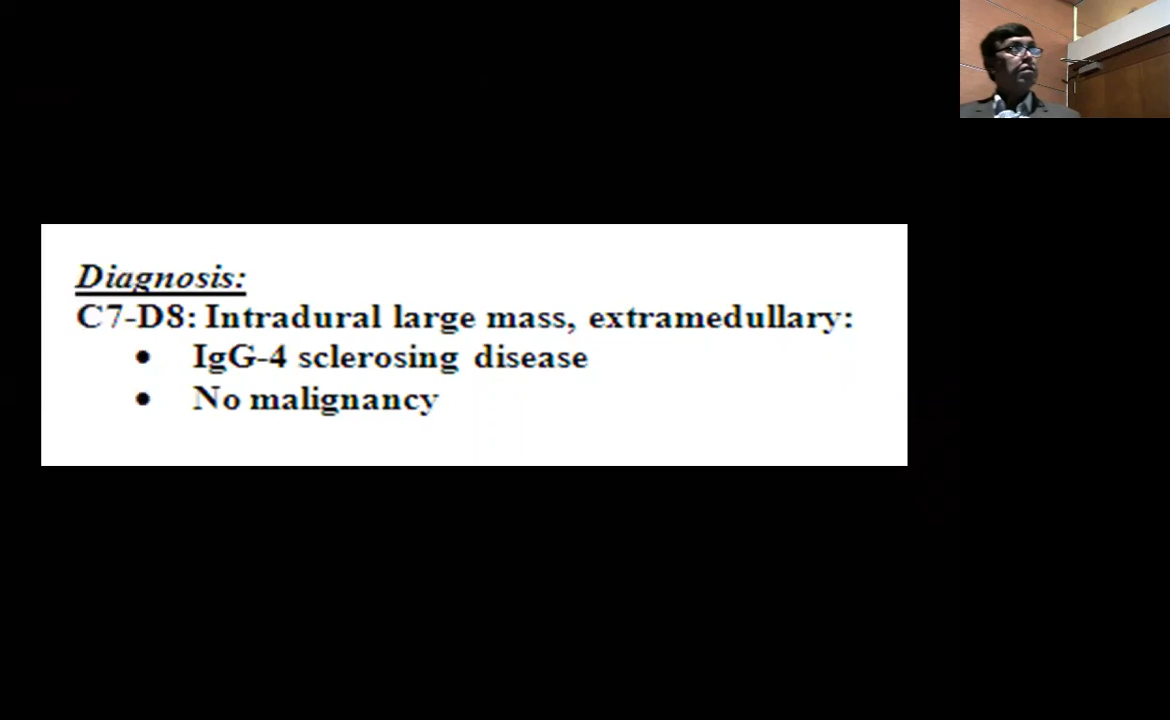 Diagnosis:
C7-D8: Intradural large mass, extramedullary:
• IgG-4 sclerosing disease
• No malignancy